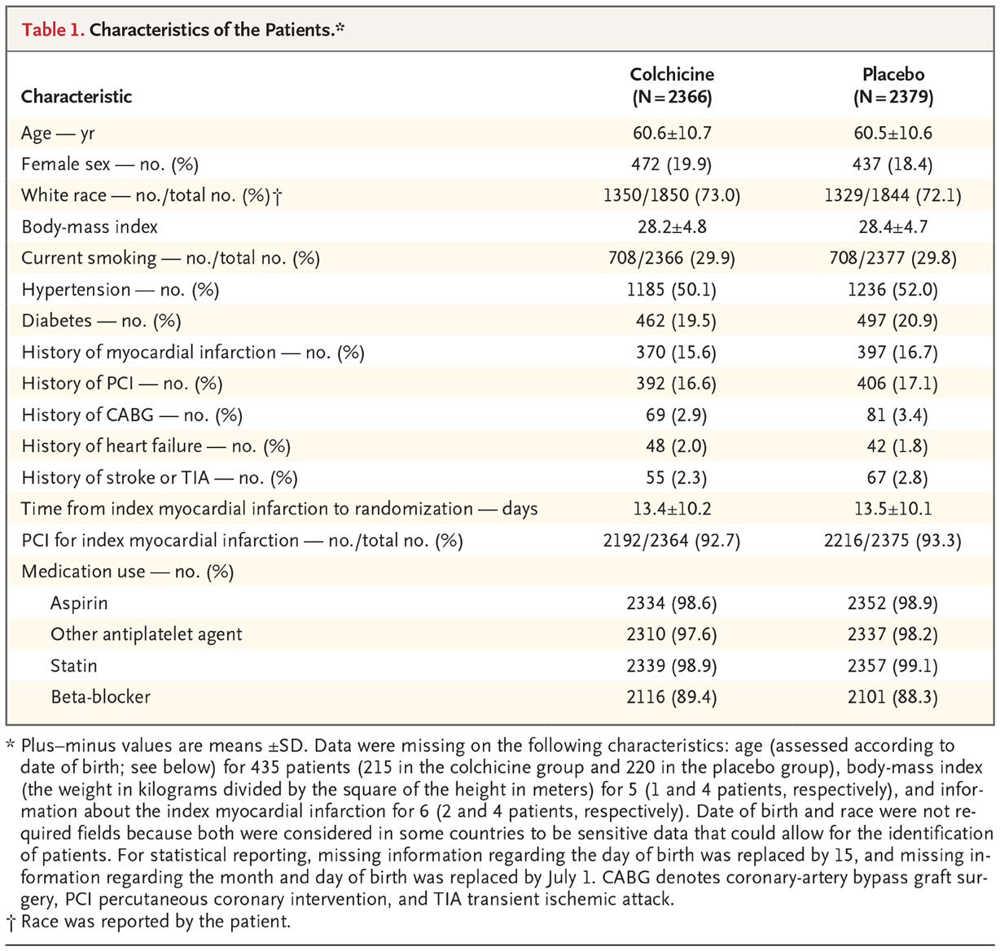 Table 1. Characteristics of the Patients.*
Characteristic Colchicine (N=2366) Placebo (N=2379)
Age — yr 60.6±10.7 60.5±10.6
Female sex — no. (%) 472 (19.9) 437 (18.4)
White race — no./total no. (%)† 1350/1850 (73.0) 1329/1844 (72.1)
Body-mass index 28.2±4.8 28.4±4.7
Current smoking — no./total no. (%) 708/2366 (29.9) 708/2377 (29.8)
Hypertension — no. (%) 1185 (50.1) 1236 (52.0)
Diabetes — no. (%) 462 (19.5) 497 (20.9)
History of myocardial infarction — no. (%) 370 (15.6) 397 (16.7)
History of PCI — no. (%) 392 (16.6) 406 (17.1)
History of CABG — no. (%) 69 (2.9) 81 (3.4)
History of heart failure — no. (%) 48 (2.0) 42 (1.8)
History of stroke or TIA — no. (%) 55 (2.3) 67 (2.8)
Time from index myocardial infarction to randomization — days 13.4±10.2 13.5±10.1
PCI for index myocardial infarction — no./total no. (%) 2192/2364 (92.7) 2216/2375 (93.3)
Medication use — no. (%)
Aspirin 2334 (98.6) 2352 (98.9)
Other antiplatelet agent 2310 (97.6) 2337 (98.2)
Statin 2339 (98.9) 2357 (99.1)
Beta-blocker 2116 (89.4) 2101 (88.3)
* Plus–minus values are means ±SD. Data were missing on the following characteristics: age (assessed according to
date of birth; see below) for 435 patients (215 in the colchicine group and 220 in the placebo group), body-mass index
(the weight in kilograms divided by the square of the height in meters) for 5 (1 and 4 patients, respectively), and infor-
mation about the index myocardial infarction for 6 (2 and 4 patients, respectively). Date of birth and race were not re-
quired fields because both were considered in some countries to be sensitive data that could allow for the identification
of patients. For statistical reporting, missing information regarding the day of birth was replaced by 15, and missing in-
formation regarding the month and day of birth was replaced by July 1. CABG denotes coronary-artery bypass graft sur-
gery, PCI percutaneous coronary intervention, and TIA transient ischemic attack.
† Race was reported by the patient.